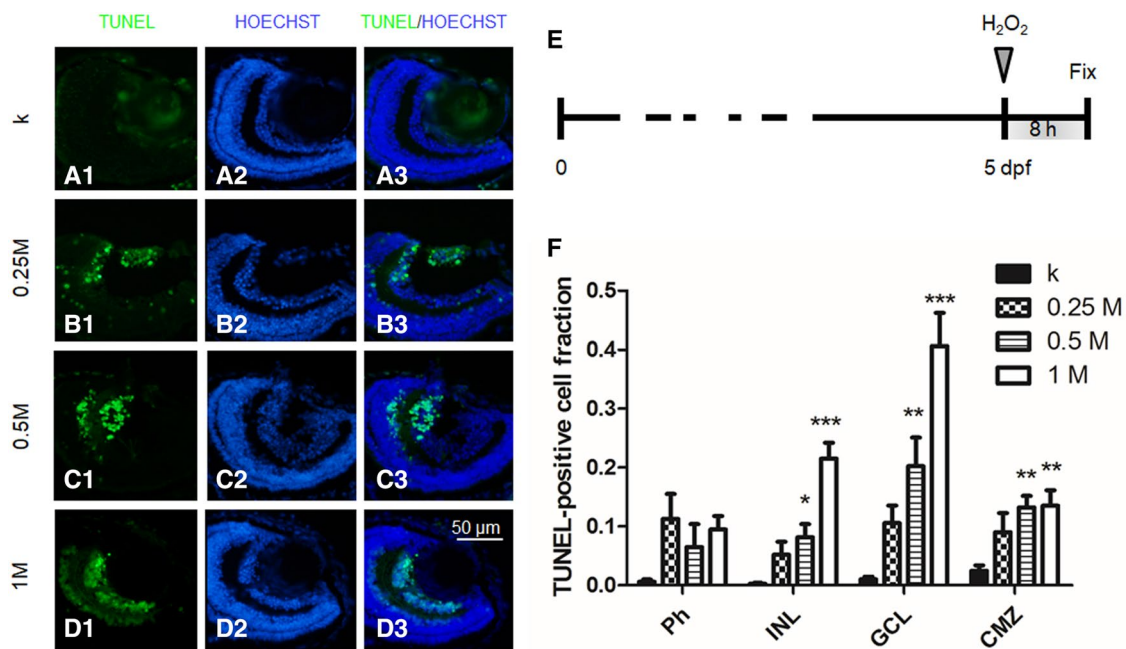 TUNEL HOECHST TUNEL/HOECHST
k
A1 A2 A3
0.25M
B1 B2 B3
0.5M
C1 C2 C3
1M
50 µm
D1 D2 D3
E
H₂O₂
Fix
8 h
0 5 dpf
F
TUNEL-positive cell fraction
k
0.25 M
0.5 M
1 M
0.5
0.4
0.3
0.2
0.1
0.0
*** 
* 
*** 
** 
** **
Ph INL GCL CMZ